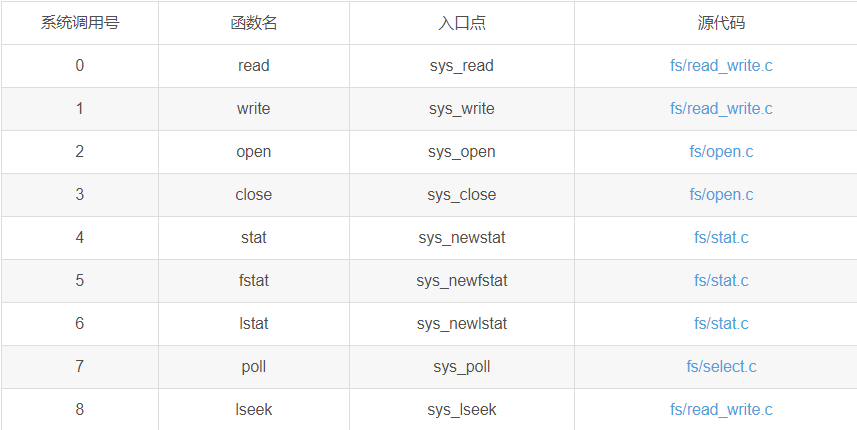 系统调用号 函数名 入口点 源代码
0 read sys_read fs/read_write.c
1 write sys_write fs/read_write.c
2 open sys_open fs/open.c
3 close sys_close fs/open.c
4 stat sys_newstat fs/stat.c
5 fstat sys_newfstat fs/stat.c
6 lstat sys_newlstat fs/stat.c
7 poll sys_poll fs/select.c
8 lseek sys_lseek fs/read_write.c